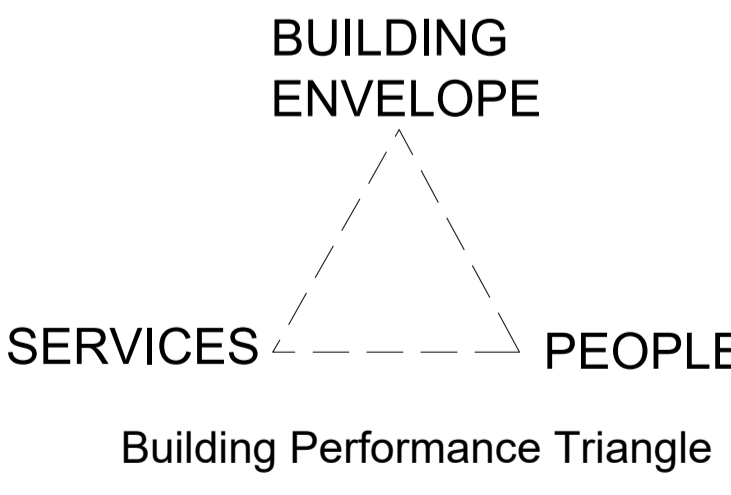 BUILDING
ENVELOPE
SERVICES
PEOPLE
Building Performance Triangle